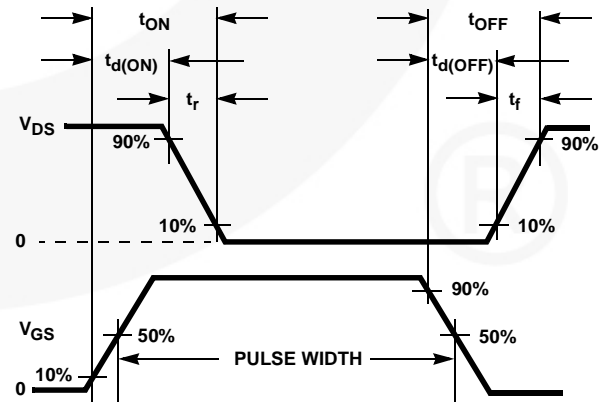 tON tOFF
td(ON) td(OFF)
tr tf
VDS 90% 90%
10% 10%
0
90%
VGS 50% PULSE WIDTH 50%
10%
0